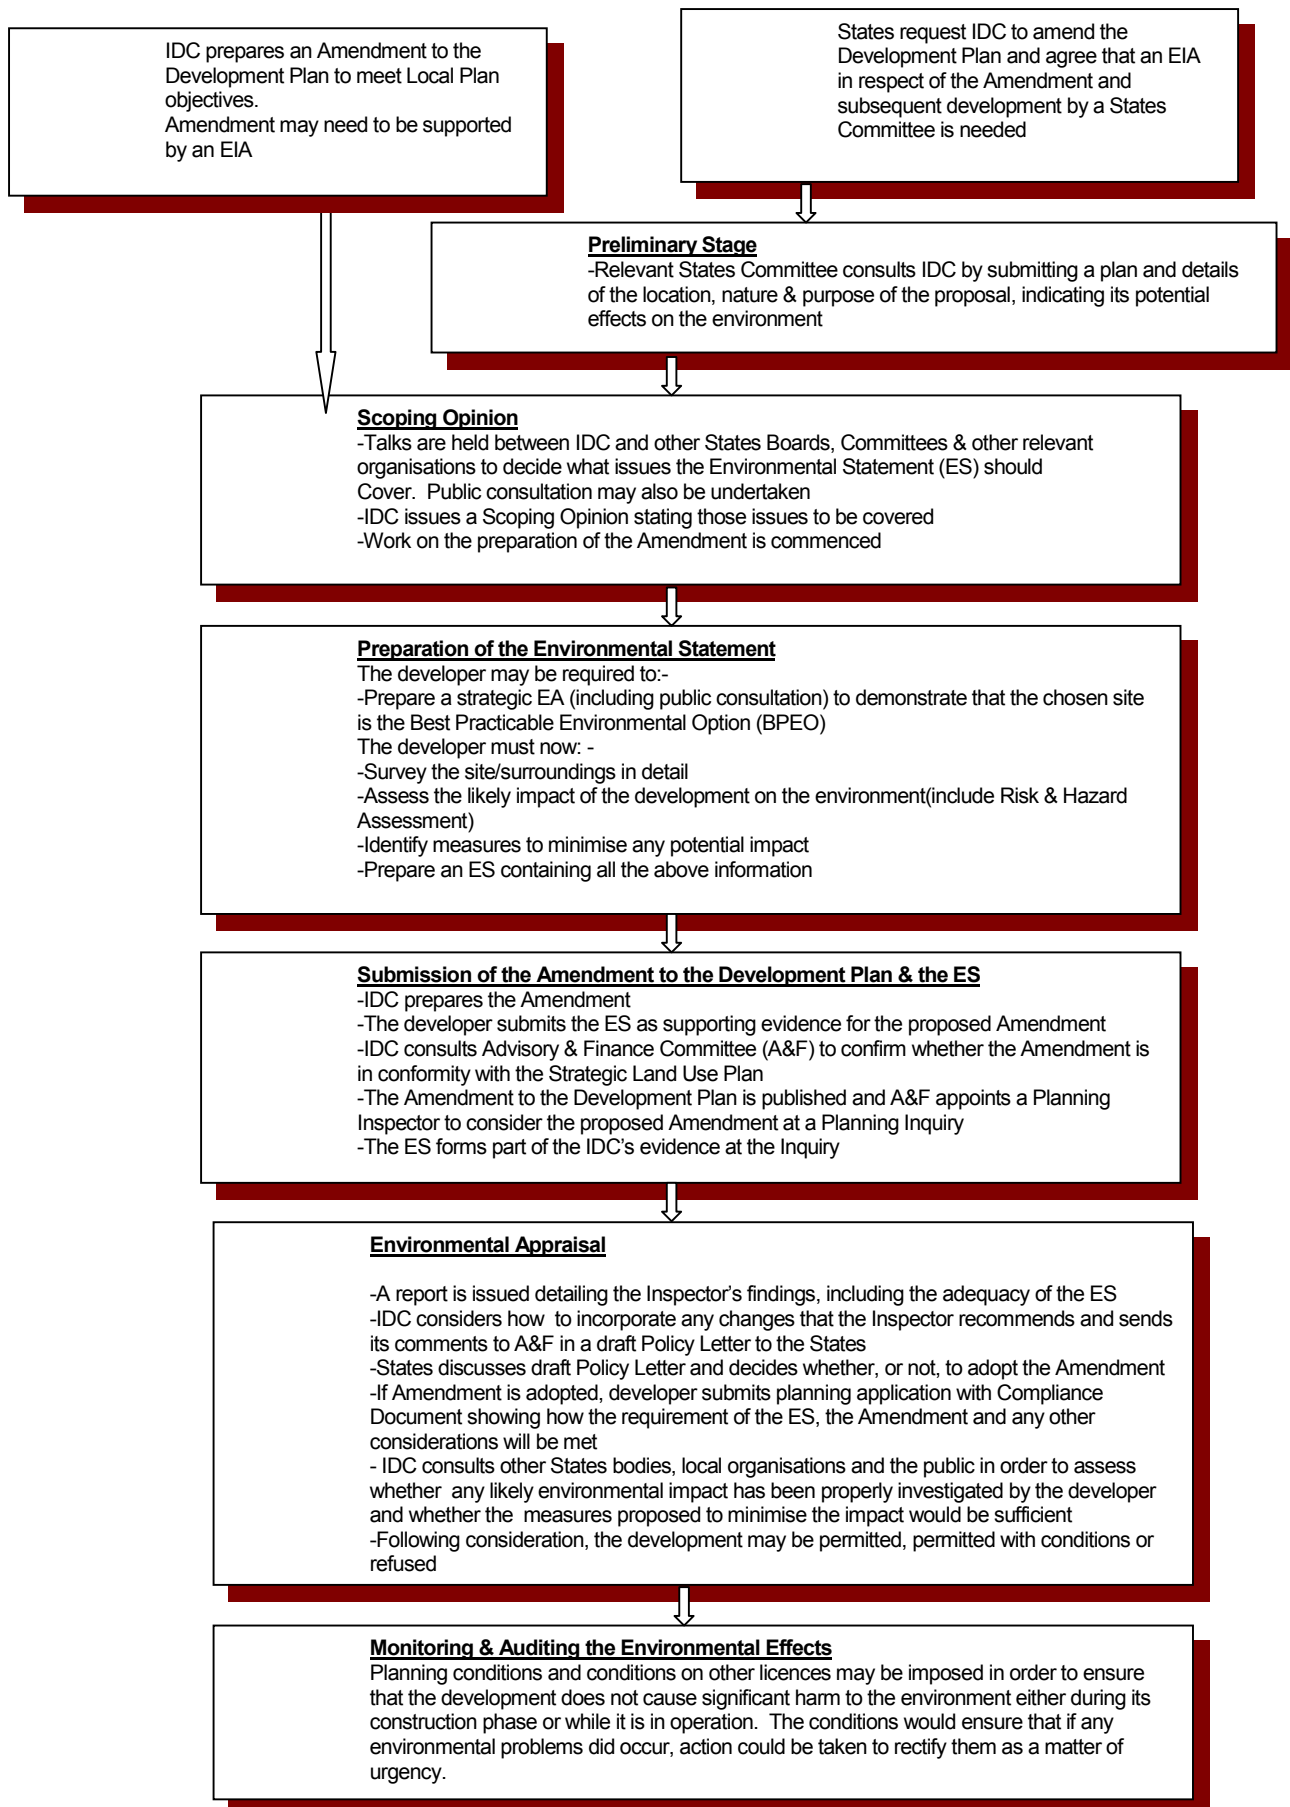 IDC prepares an Amendment to the
Development Plan to meet Local Plan
objectives.
Amendment may need to be supported
by an EIA
States request IDC to amend the
Development Plan and agree that an EIA
in respect of the Amendment and
subsequent development by a States
Committee is needed
Preliminary Stage
-Relevant States Committee consults IDC by submitting a plan and details
of the location, nature & purpose of the proposal, indicating its potential
effects on the environment
Scoping Opinion
-Talks are held between IDC and other States Boards, Committees & other relevant
organisations to decide what issues the Environmental Statement (ES) should
Cover.  Public consultation may also be undertaken
-IDC issues a Scoping Opinion stating those issues to be covered
-Work on the preparation of the Amendment is commenced
Preparation of the Environmental Statement
The developer may be required to:-
-Prepare a strategic EA (including public consultation) to demonstrate that the chosen site
is the Best Practicable Environmental Option (BPEO)
The developer must now: -
-Survey the site/surroundings in detail
-Assess the likely impact of the development on the environment(include Risk & Hazard
Assessment)
-Identify measures to minimise any potential impact
-Prepare an ES containing all the above information
Submission of the Amendment to the Development Plan & the ES
-IDC prepares the Amendment
-The developer submits the ES as supporting evidence for the proposed Amendment
-IDC consults Advisory & Finance Committee (A&F) to confirm whether the Amendment is
in conformity with the Strategic Land Use Plan
-The Amendment to the Development Plan is published and A&F appoints a Planning
Inspector to consider the proposed Amendment at a Planning Inquiry
-The ES forms part of the IDC's evidence at the Inquiry
Environmental Appraisal
-A report is issued detailing the Inspector's findings, including the adequacy of the ES
-IDC considers how  to incorporate any changes that the Inspector recommends and sends
its comments to A&F in a draft Policy Letter to the States
-States discusses draft Policy Letter and decides whether, or not, to adopt the Amendment
-If Amendment is adopted, developer submits planning application with Compliance
Document showing how the requirement of the ES, the Amendment and any other
considerations will be met
- IDC consults other States bodies, local organisations and the public in order to assess
whether  any likely environmental impact has been properly investigated by the developer
and whether the  measures proposed to minimise the impact would be sufficient
-Following consideration, the development may be permitted, permitted with conditions or
refused
Monitoring & Auditing the Environmental Effects
Planning conditions and conditions on other licences may be imposed in order to ensure
that the development does not cause significant harm to the environment either during its
construction phase or while it is in operation.  The conditions would ensure that if any
environmental problems did occur, action could be taken to rectify them as a matter of
urgency.